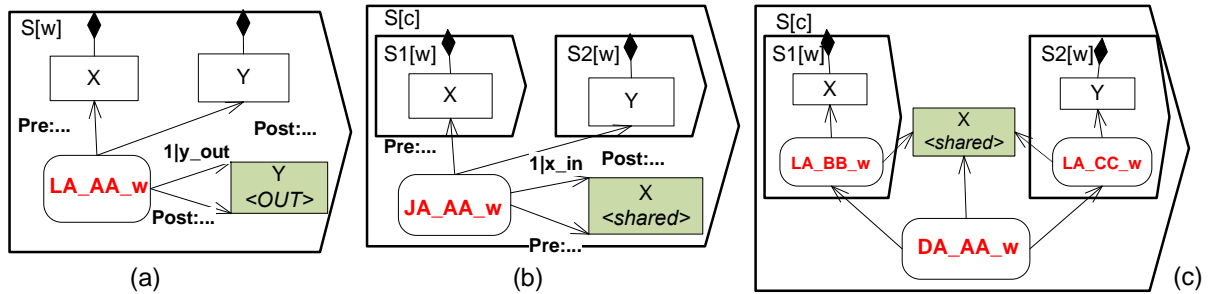 S[w]
X
Y
Pre:...
Post:...
1|y_out
LA_AA_w
Y
<OUT>
Post:...
(a)
S[c]
S1[w]
S2[w]
X
Y
Pre:...
1|x_in
Post:...
JA_AA_w
X
<shared>
Pre:...
(b)
S[c]
S1[w]
S2[w]
X
Y
X
<shared>
LA_BB_w
LA_CC_w
DA_AA_w
(c)